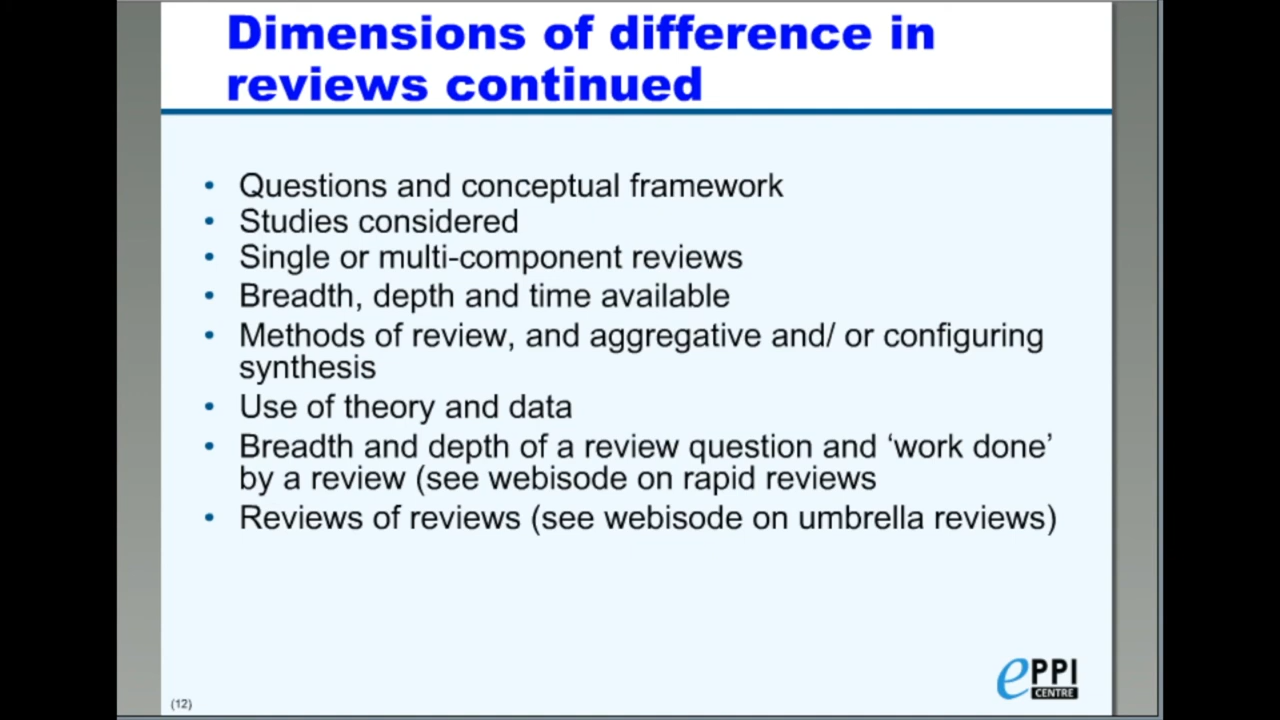 Dimensions of difference in
reviews continued
• Questions and conceptual framework
• Studies considered
• Single or multi-component reviews
• Breadth, depth and time available
• Methods of review, and aggregative and/ or configuring
synthesis
• Use of theory and data
• Breadth and depth of a review question and ‘work done’
by a review (see webisode on rapid reviews
• Reviews of reviews (see webisode on umbrella reviews)
ePPI
CENTRE
(12)